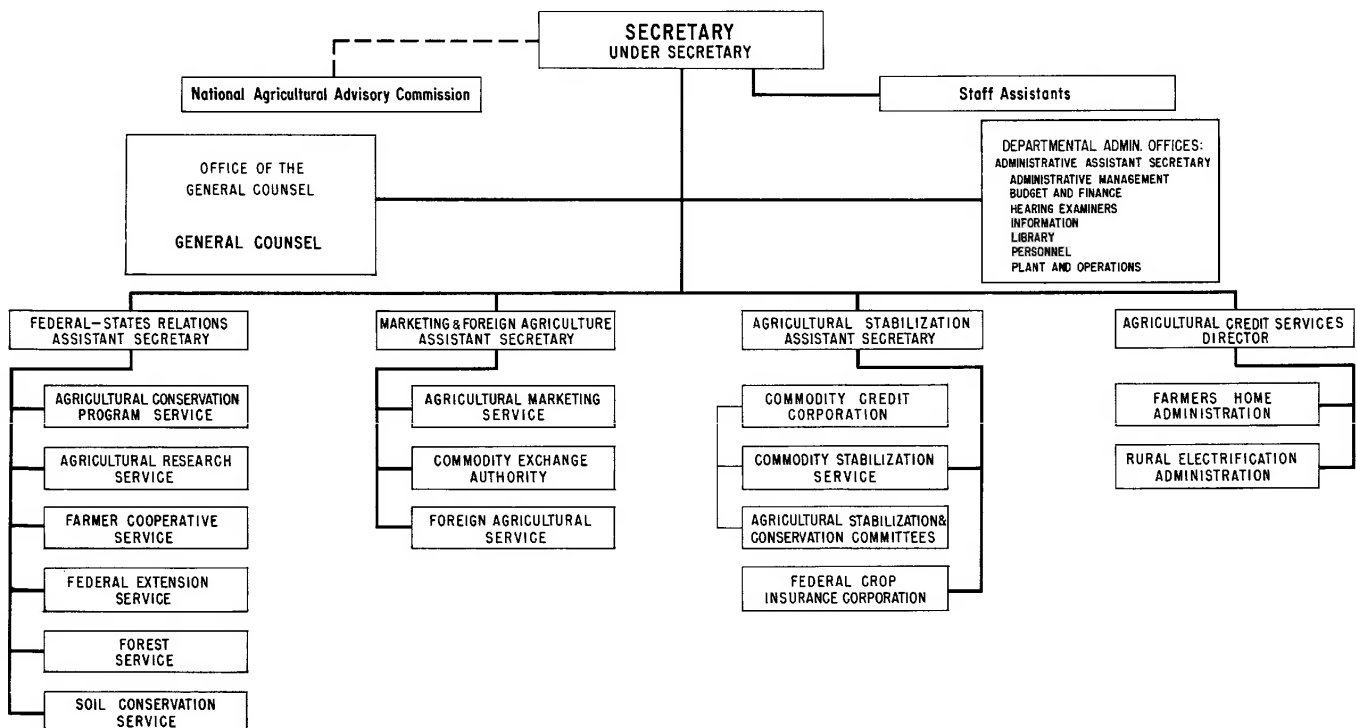 SECRETARY
UNDER SECRETARY
National Agricultural Advisory Commission
Staff Assistants
OFFICE OF THE
GENERAL COUNSEL
GENERAL COUNSEL
DEPARTMENTAL ADMIN. OFFICES:
ADMINISTRATIVE ASSISTANT SECRETARY
ADMINISTRATIVE MANAGEMENT
BUDGET AND FINANCE
HEARING EXAMINERS
INFORMATION
LIBRARY
PERSONNEL
PLANT AND OPERATIONS
FEDERAL-STATES RELATIONS
ASSISTANT SECRETARY
AGRICULTURAL CONSERVATION
PROGRAM SERVICE
AGRICULTURAL RESEARCH
SERVICE
FARMER COOPERATIVE
SERVICE
FEDERAL EXTENSION
SERVICE
FOREST
SERVICE
SOIL CONSERVATION
SERVICE
MARKETING & FOREIGN AGRICULTURE
ASSISTANT SECRETARY
AGRICULTURAL MARKETING
SERVICE
COMMODITY EXCHANGE
AUTHORITY
FOREIGN AGRICULTURAL
SERVICE
AGRICULTURAL STABILIZATION
ASSISTANT SECRETARY
COMMODITY CREDIT
CORPORATION
COMMODITY STABILIZATION
SERVICE
AGRICULTURAL STABILIZATION&
CONSERVATION COMMITTEES
FEDERAL CROP
INSURANCE CORPORATION
AGRICULTURAL CREDIT SERVICES
DIRECTOR
FARMERS HOME
ADMINISTRATION
RURAL ELECTRIFICATION
ADMINISTRATION